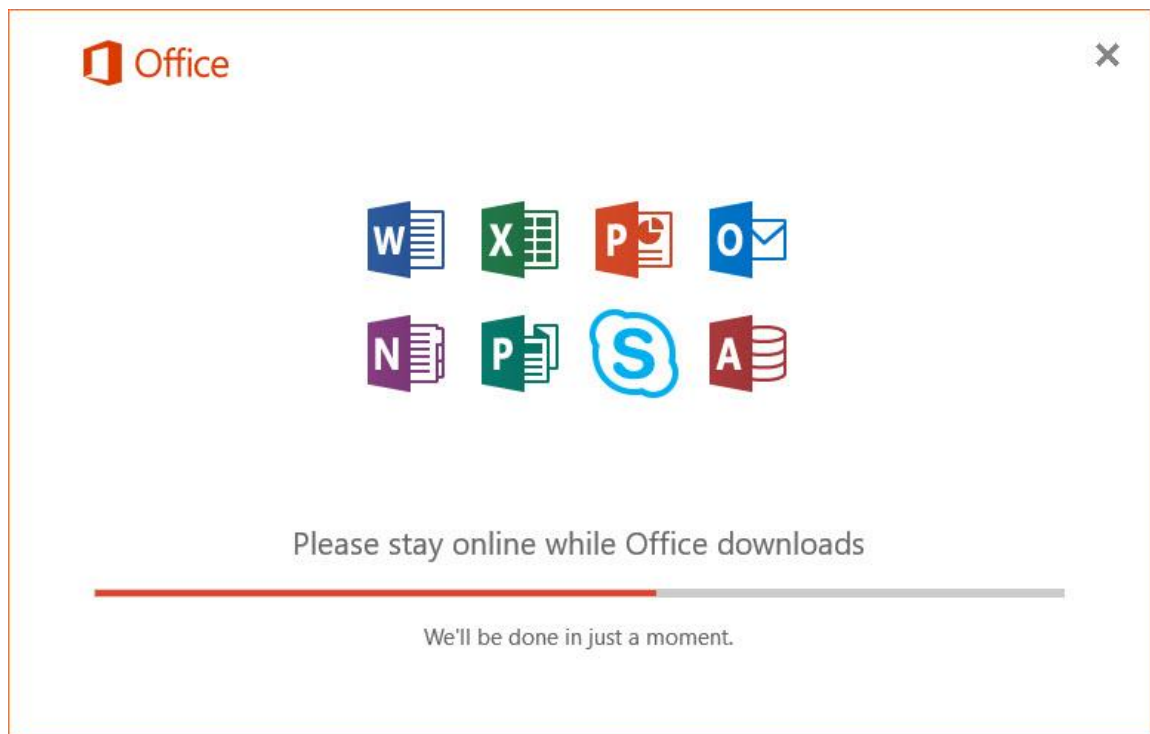 Office
W X P O
N P S A
Please stay online while Office downloads
We'll be done in just a moment.